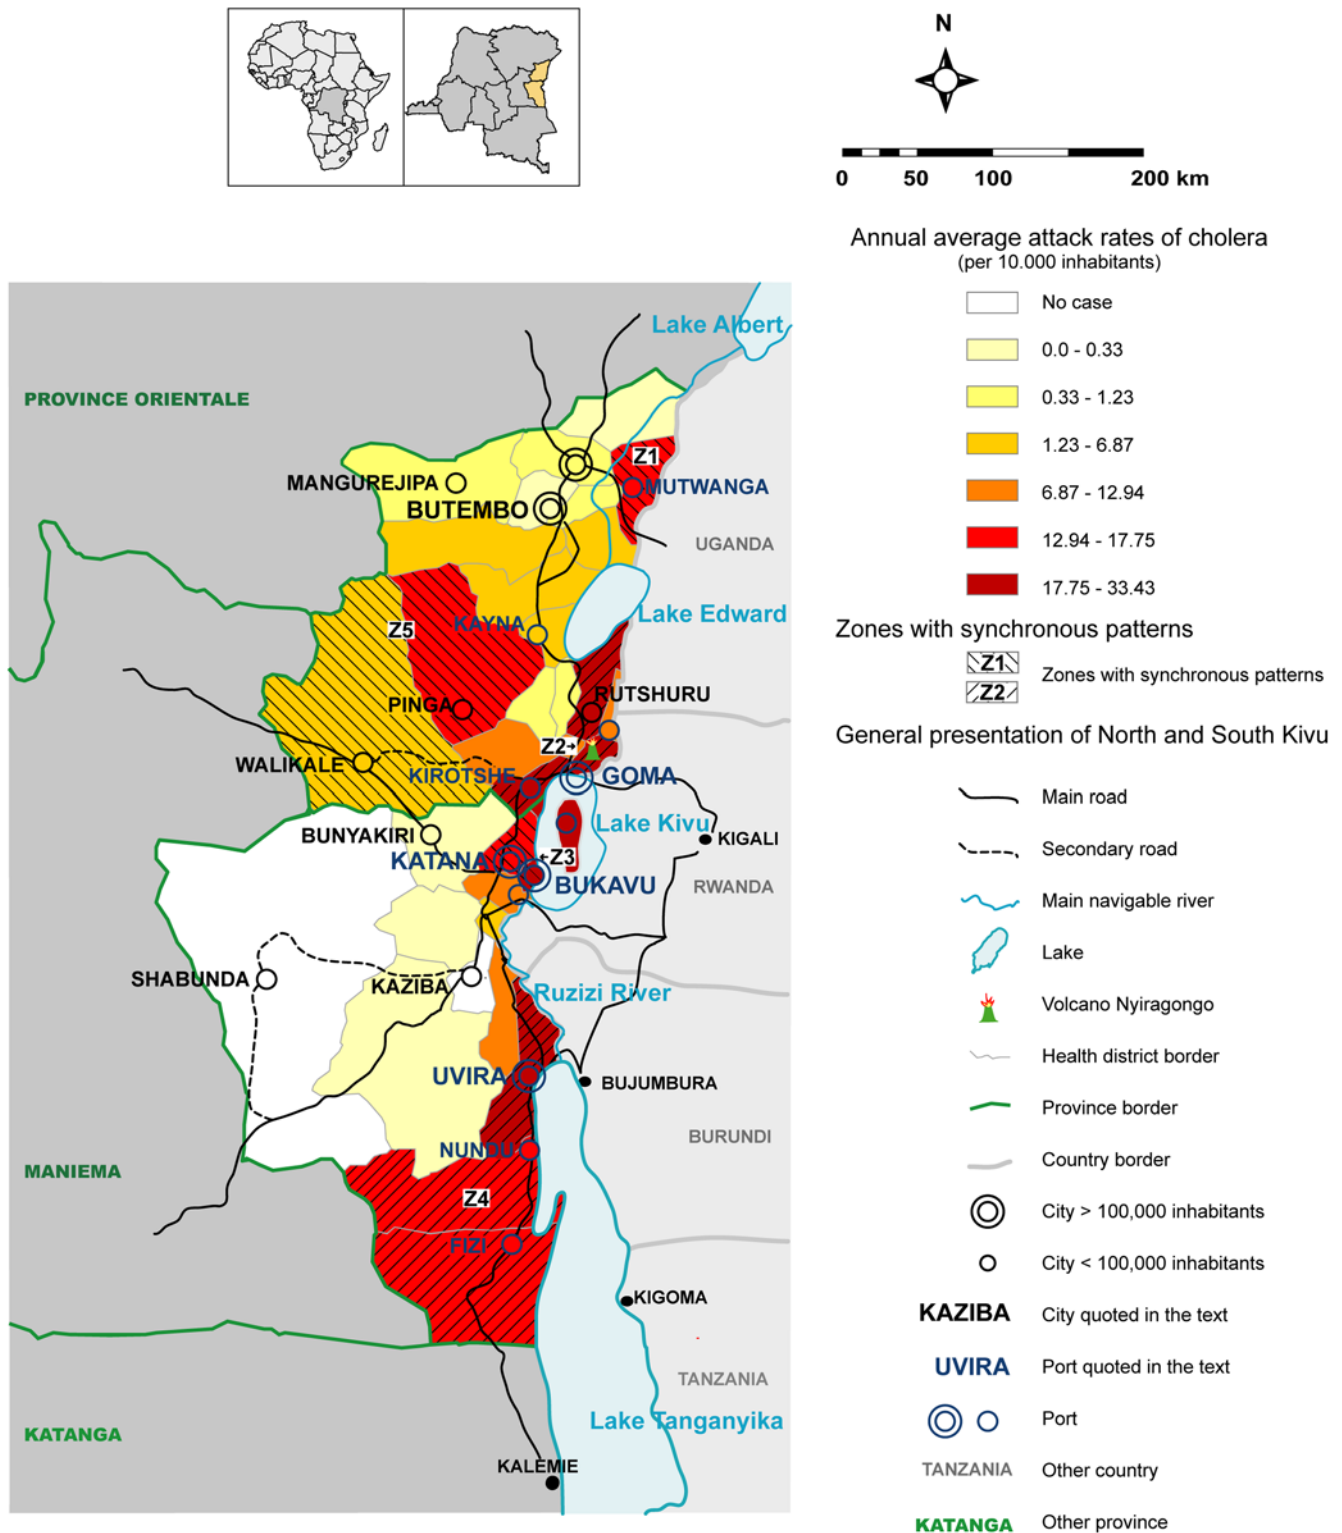 N
0 50 100 200 km
Annual average attack rates of cholera
(per 10.000 inhabitants)
No case
0.0 - 0.33
0.33 - 1.23
1.23 - 6.87
6.87 - 12.94
12.94 - 17.75
17.75 - 33.43
Zones with synchronous patterns
Z1
Z2
Zones with synchronous patterns
General presentation of North and South Kivu
Main road
Secondary road
Main navigable river
Lake
Volcano Nyiragongo
Health district border
Province border
Country border
City > 100,000 inhabitants
City < 100,000 inhabitants
KAZIBA City quoted in the text
UVIRA Port quoted in the text
Port
TANZANIA Other country
KATANGA Other province
Lake Albert
PROVINCE ORIENTALE
Z1
MANGUREJIPA
MUTWANGA
BUTEMBO
UGANDA
Lake Edward
KAYNA
Z5
RUTSHURU
PINGA
Z2
WALIKALE
KIROTSHE
GOMA
Lake Kivu
BUNYAKIRI
KIGALI
KATANA
Z3
BUKAVU
RWANDA
SHABUNDA
KAZIBA
Ruzizi River
UVIRA
BUJUMBURA
BURUNDI
NUNDU
MANIEMA
Z4
FIZI
KIGOMA
TANZANIA
Lake Tanganyika
KATANGA
KALEMIE